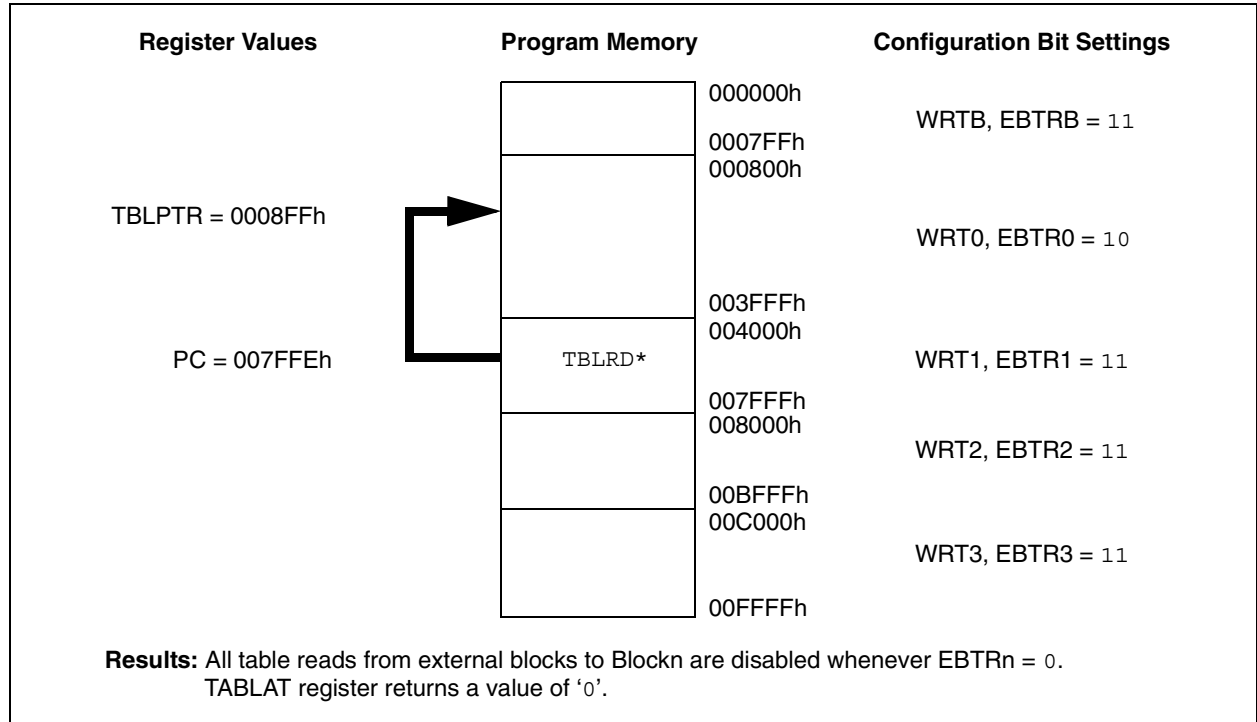 Register Values Program Memory Configuration Bit Settings
000000h
WRTB, EBTRB = 11
0007FFh
000800h
TBLPTR = 0008FFh
WRT0, EBTR0 = 10
003FFFh
004000h
PC = 007FFEh TBLRD* WRT1, EBTR1 = 11
007FFFh
008000h
WRT2, EBTR2 = 11
00BFFFh
00C000h
WRT3, EBTR3 = 11
00FFFFh
Results: All table reads from external blocks to Blockn are disabled whenever EBTRn = 0.
TABLAT register returns a value of ‘0’.